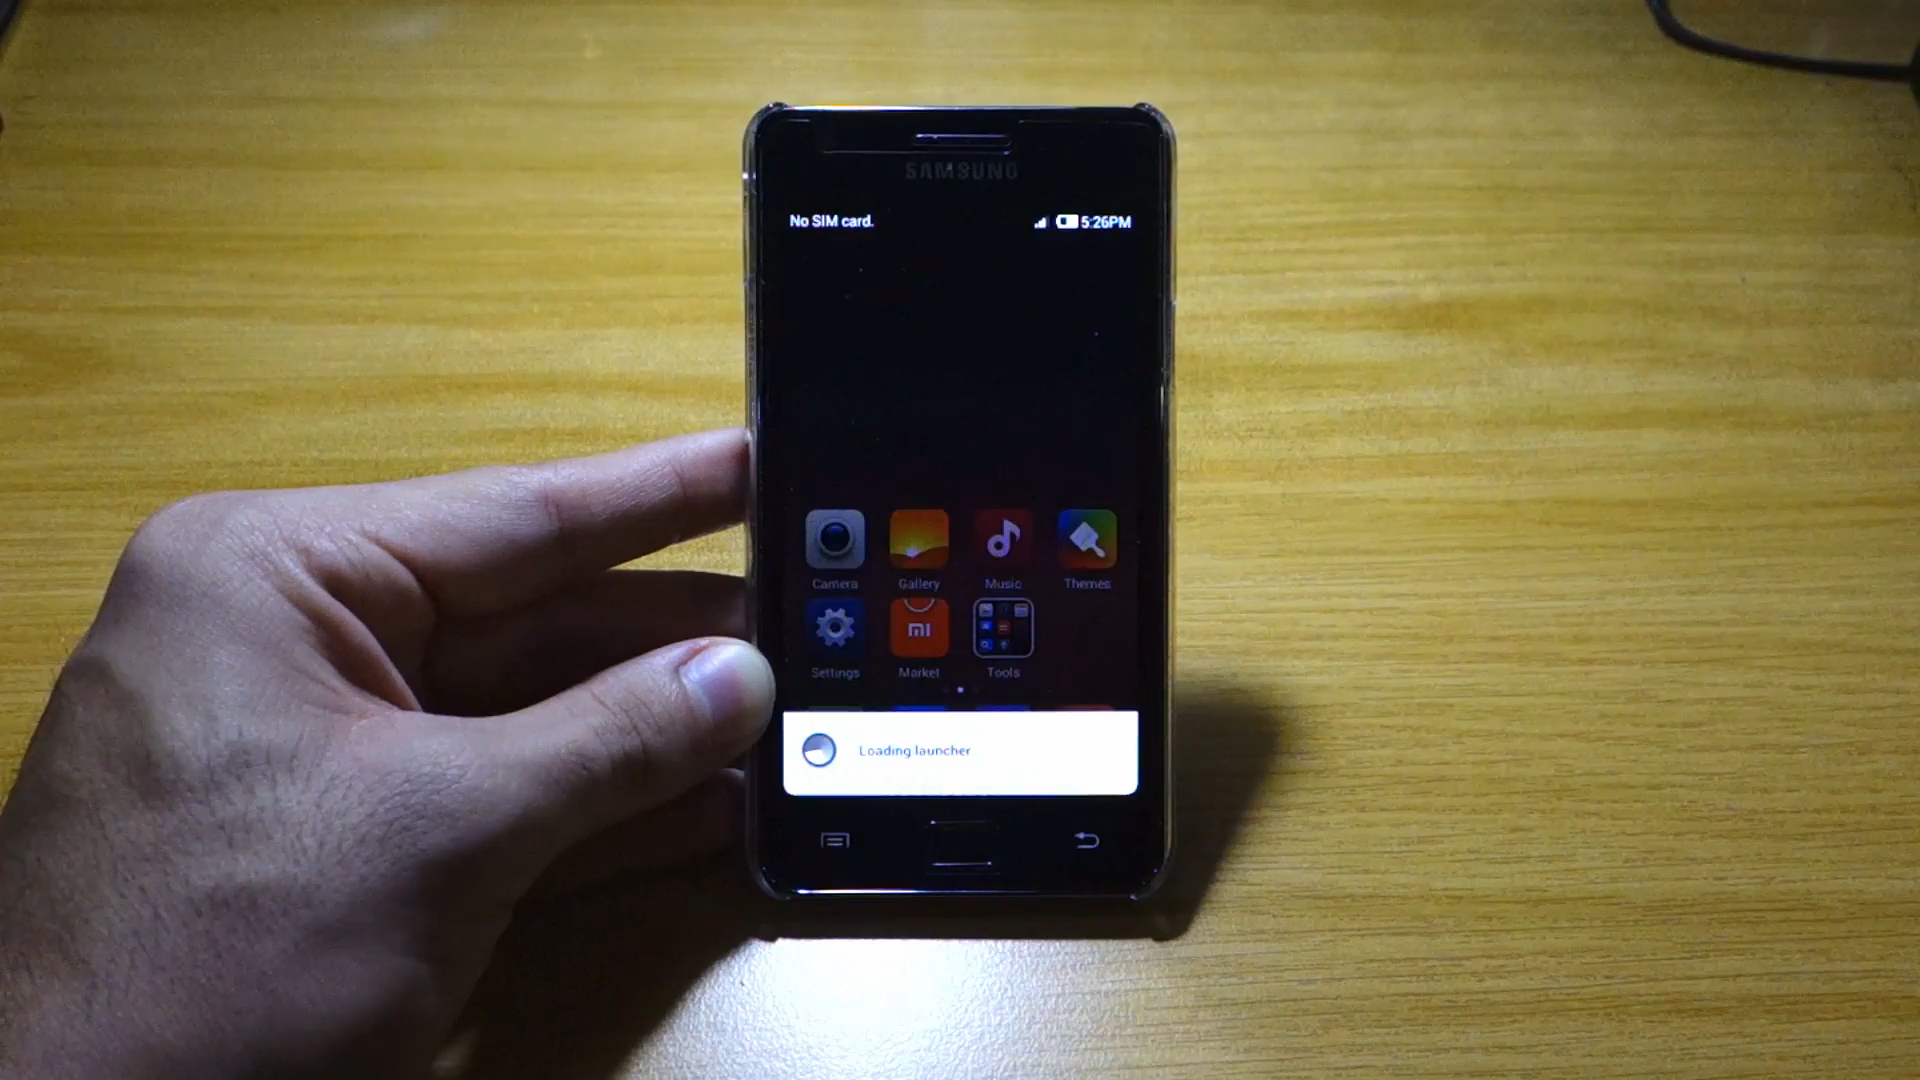 SAMSUNG
No SIM card. 5:26PM
Camera Gallery Music Themes
mi
Settings Market Tools
Loading launcher